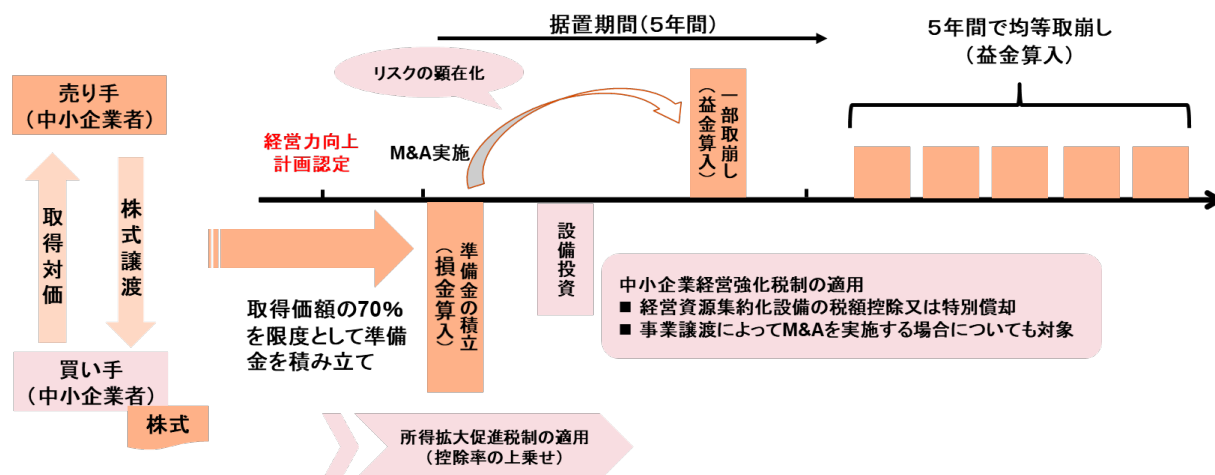 据置期間(5年間)
5年間で均等取崩し
(益金算入)
リスクの顕在化
売り手
(中小企業者)
一部取崩し
(益金算入)
経営力向上
計画認定
M&A実施
取得対価
株式譲渡
準備金の積立
(損金算入)
設備投資
中小企業経営強化税制の適用
■ 経営資源集約化設備の税額控除又は特別償却
■ 事業譲渡によってM&Aを実施する場合についても対象
取得価額の70%
を限度として準備
金を積み立て
買い手
(中小企業者)
株式
所得拡大促進税制の適用
(控除率の上乗せ)